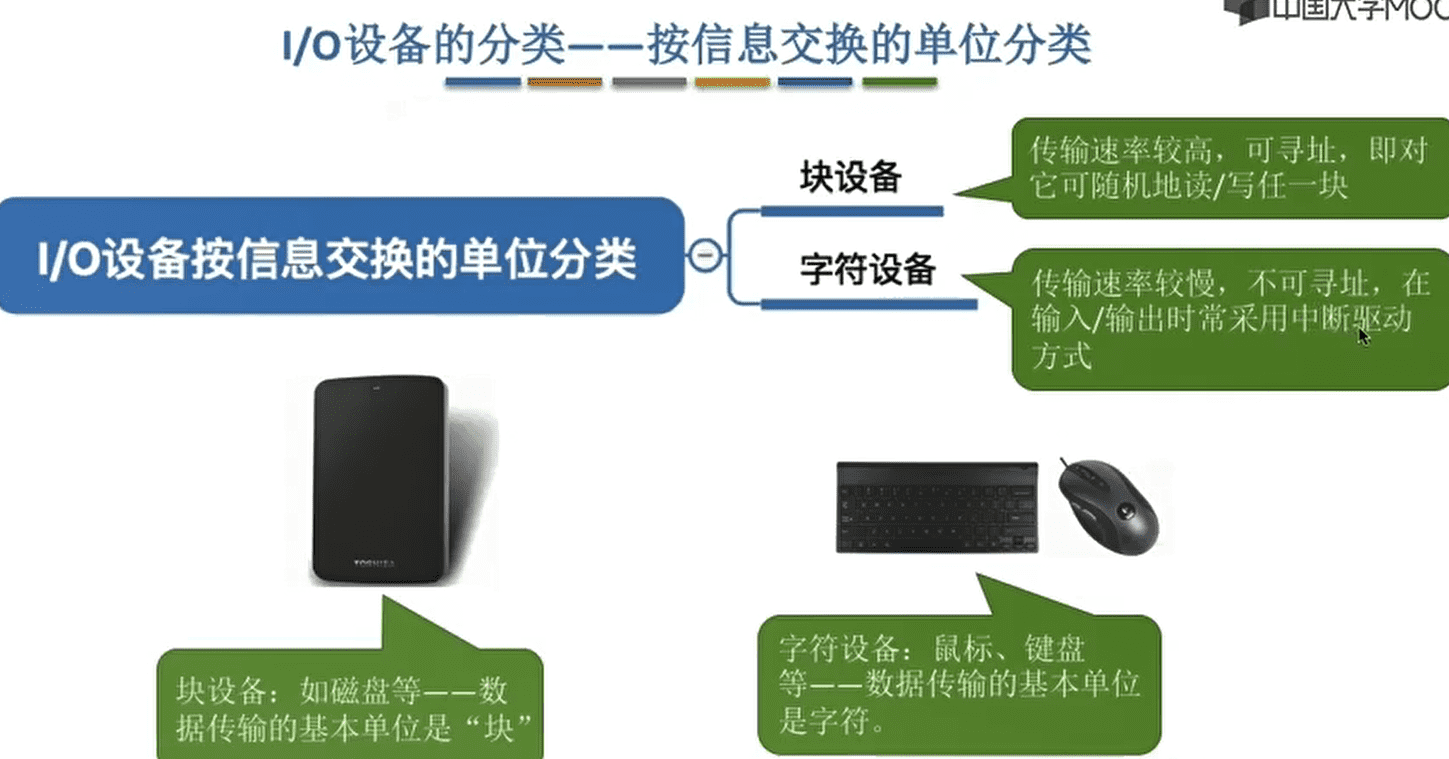 中国大学MOO
I/O设备的分类——按信息交换的单位分类
块设备
传输速率较高，可寻址，即对
它可随机地读/写任一块
I/O设备按信息交换的单位分类
字符设备
传输速率较慢，不可寻址，在
输入/输出时常采用中断驱动
方式
TOSHIBA
块设备：如磁盘等——数
据传输的基本单位是“块”
字符设备：鼠标、键盘
等——数据传输的基本单位
是字符。